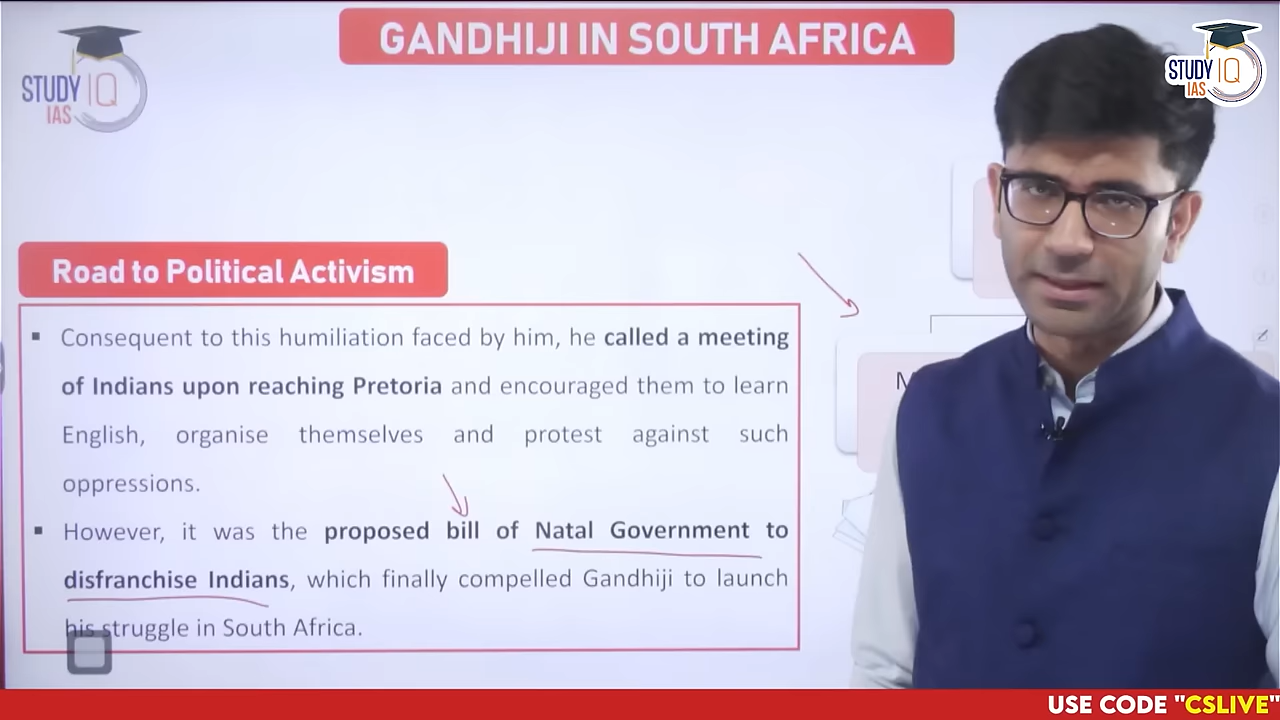 GANDHIJI IN SOUTH AFRICA
STUDY IQ
IAS
STUDY IQ
IAS
Road to Political Activism
▪ Consequent to this humiliation faced by him, he called a meeting
of Indians upon reaching Pretoria and encouraged them to learn
English, organise themselves and protest against such
oppressions.
▪ However, it was the proposed bill of Natal Government to
disfranchise Indians, which finally compelled Gandhiji to launch
his struggle in South Africa.
USE CODE "CSLIVE"